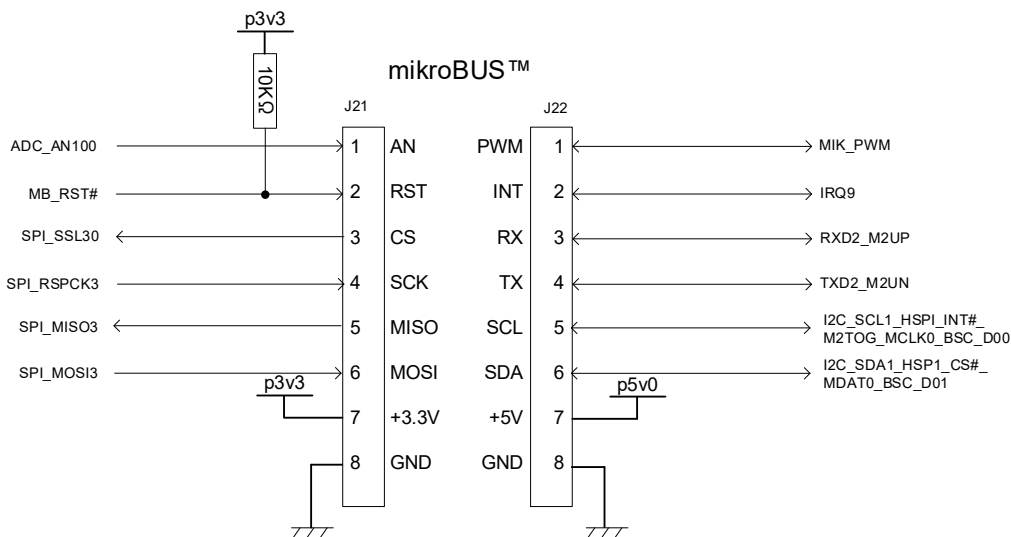 p3v3
10KΩ
mikroBUS™
J21
J22
ADC_AN100
1
AN
PWM
1
MIK_PWM
MB_RST#
2
RST
INT
2
IRQ9
SPI_SSL30
3
CS
RX
3
RXD2_M2UP
SPI_RSPCK3
4
SCK
TX
4
TXD2_M2UN
SPI_MISO3
5
MISO
SCL
5
I2C_SCL1_HSPI_INT#_
M2TOG_MCLK0_BSC_D00
SPI_MOSI3
6
MOSI
SDA
6
I2C_SDA1_HSP1_CS#_
MDAT0_BSC_D01
p3v3
p5v0
7
+3.3V
+5V
7
8
GND
GND
8